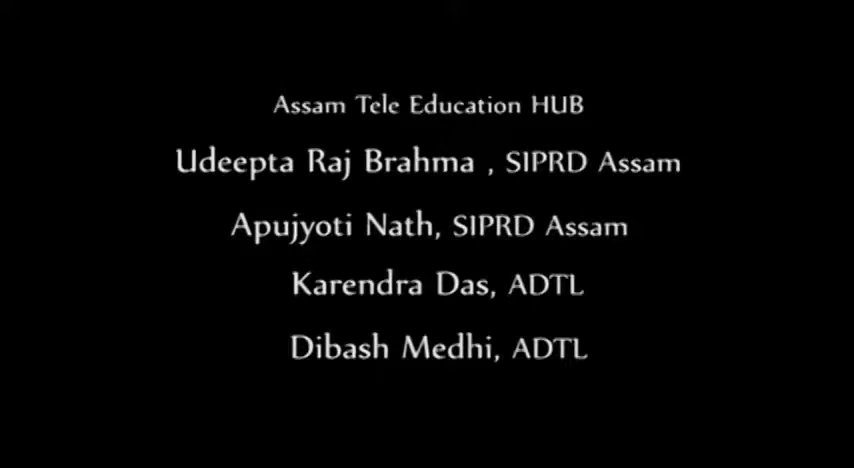 Assam Tele Education HUB
Udeepta Raj Brahma , SIPRD Assam
Apujyoti Nath, SIPRD Assam
Karendra Das, ADTL
Dibash Medhi, ADTL